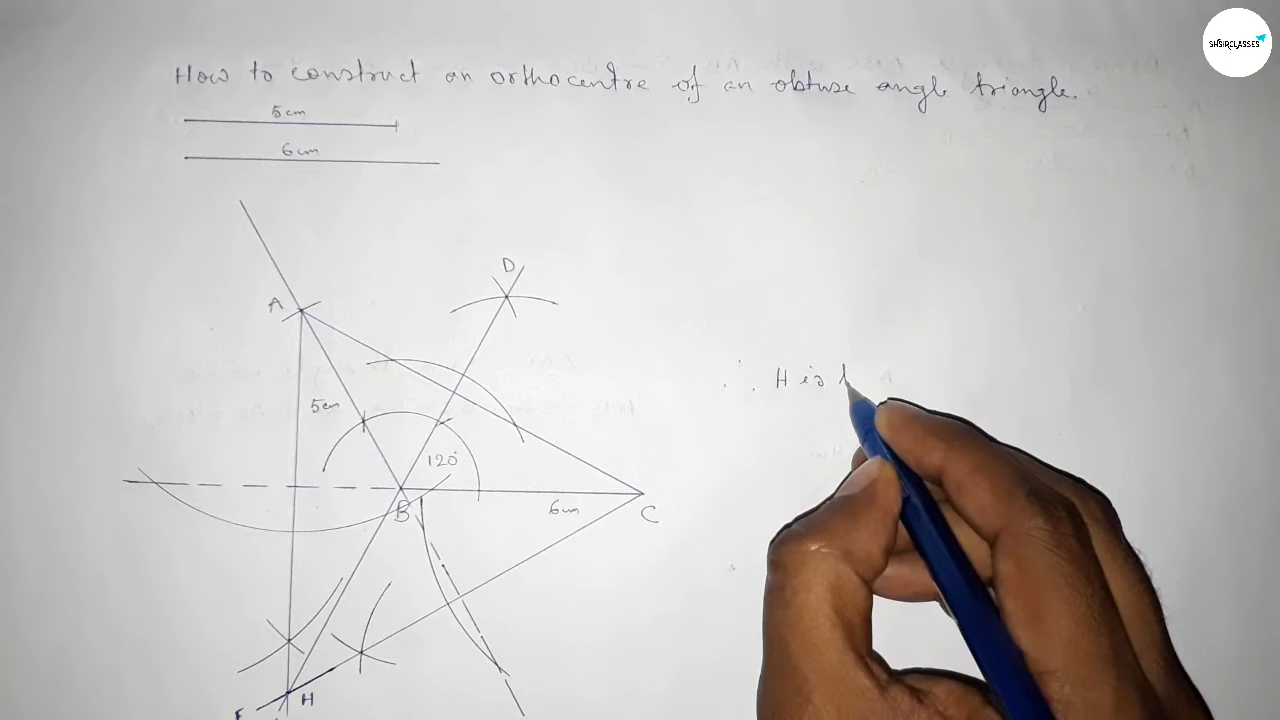 SHSIRCLASSES
How to construct an orthocentre of an obtuse angle triangle.
5cm
6cm
D
A
5cm
120°
B
6cm
C
∴ H is
H